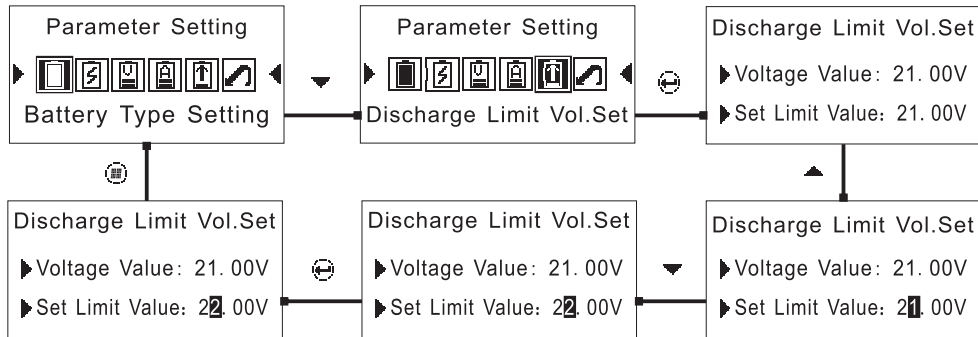 Parameter Setting
Battery Type Setting
Parameter Setting
Discharge Limit Vol.Set
Discharge Limit Vol.Set
Voltage Value: 21.00V
Set Limit Value: 21.00V
Discharge Limit Vol.Set
Voltage Value: 21.00V
Set Limit Value: 22.00V
Discharge Limit Vol.Set
Voltage Value: 21.00V
Set Limit Value: 22.00V
Discharge Limit Vol.Set
Voltage Value: 21.00V
Set Limit Value: 21.00V